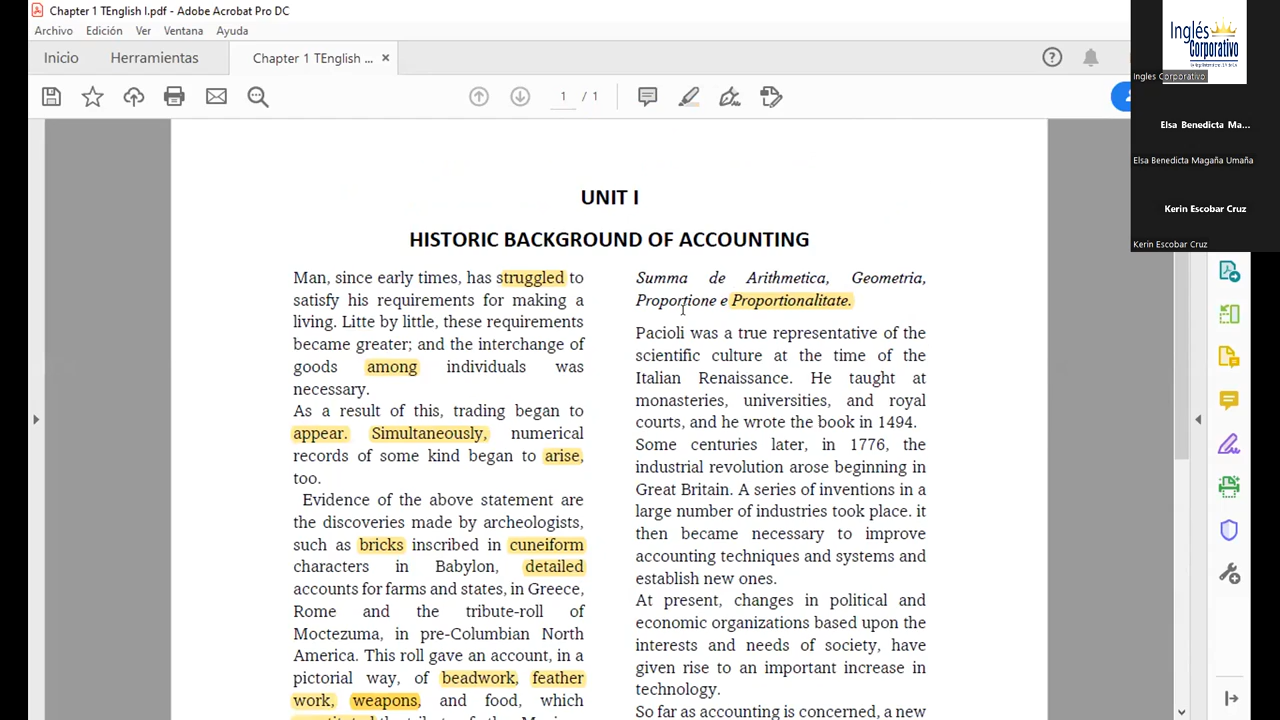 Chapter 1 TEnglish I.pdf - Adobe Acrobat Pro DC
Archivo Edición Ver Ventana Ayuda
Inicio Herramientas Chapter 1 TEnglish ... ×
1 / 1
Inglés
Corporativo
Ingles Corporativo
Elsa Benedicta Ma...
Elsa Benedicta Magaña Umaña
Kerin Escobar Cruz
Kerin Escobar Cruz
UNIT I
HISTORIC BACKGROUND OF ACCOUNTING
Man, since early times, has struggled to
satisfy his requirements for making a
living. Litte by little, these requirements
became greater; and the interchange of
goods among individuals was
necessary.
As a result of this, trading began to
appear. Simultaneously, numerical
records of some kind began to arise,
too.
Evidence of the above statement are
the discoveries made by archeologists,
such as bricks inscribed in cuneiform
characters in Babylon, detailed
accounts for farms and states, in Greece,
Rome and the tribute-roll of
Moctezuma, in pre-Columbian North
America. This roll gave an account, in a
pictorial way, of beadwork, feather
work, weapons, and food, which
Summa de Arithmetica, Geometria,
Proportione e Proportionalitate.
Pacioli was a true representative of the
scientific culture at the time of the
Italian Renaissance. He taught at
monasteries, universities, and royal
courts, and he wrote the book in 1494.
Some centuries later, in 1776, the
industrial revolution arose beginning in
Great Britain. A series of inventions in a
large number of industries took place. it
then became necessary to improve
accounting techniques and systems and
establish new ones.
At present, changes in political and
economic organizations based upon the
interests and needs of society, have
given rise to an important increase in
technology.
So far as accounting is concerned, a new